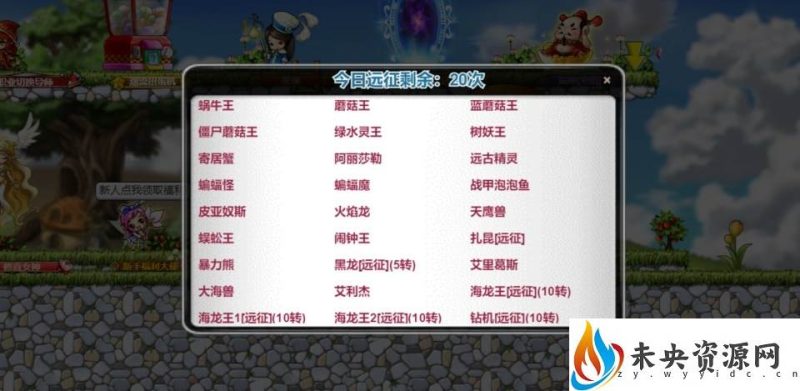 今日远征剩余：20次
×
蜗牛王 蘑菇王 蓝蘑菇王
僵尸蘑菇王 绿水灵王 树妖王
寄居蟹 阿丽莎勒 远古精灵
蝙蝠怪 蝙蝠魔 战甲泡泡鱼
皮亚奴斯 火焰龙 天鹰兽
蜈蚣王 闹钟王 扎昆[远征]
暴力熊 黑龙[远征](5转) 艾里葛斯
大海兽 艾利杰 海龙王[远征](10转)
海龙王1[远征](10转) 海龙王2[远征](10转) 钻机[远征](10转)
职业切换导师
新人点我领取福利
未央资源网
zy.wyyidc.cn